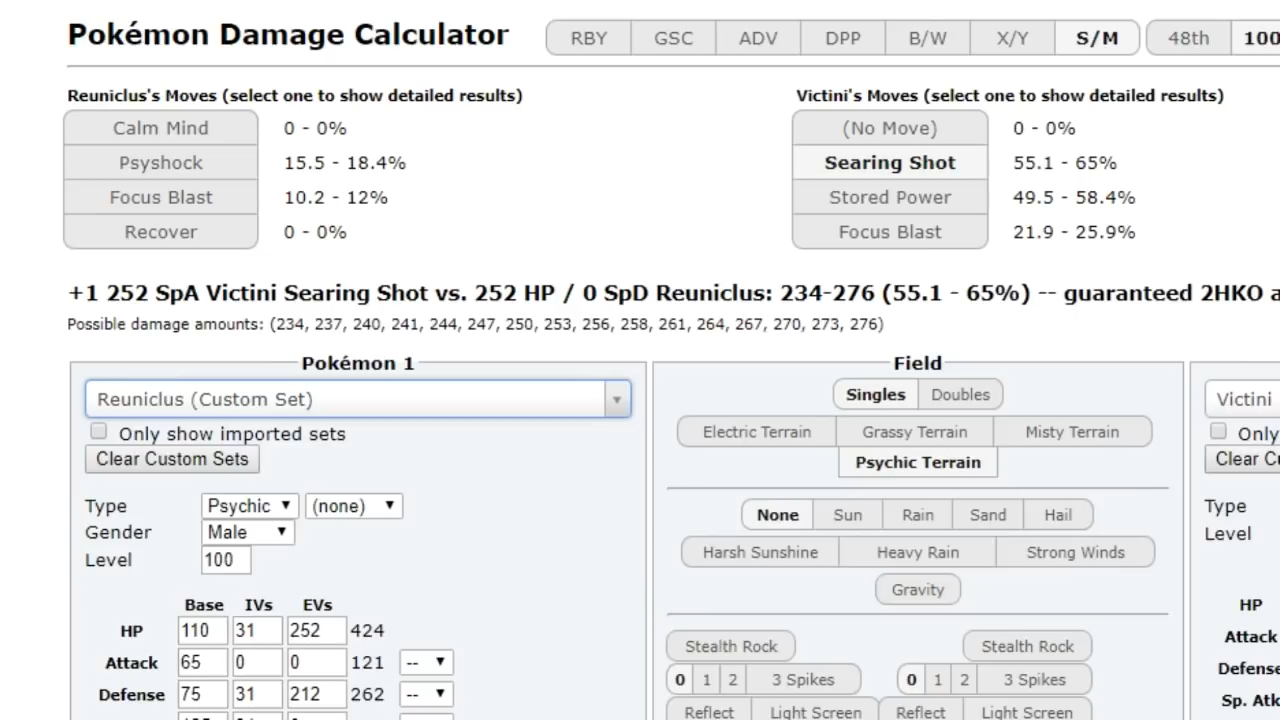 Pokémon Damage Calculator RBY GSC ADV DPP B/W X/Y S/M 48th 100
Reuniclus's Moves (select one to show detailed results) Victini's Moves (select one to show detailed results)
Calm Mind 0 - 0% (No Move) 0 - 0%
Psyshock 15.5 - 18.4% Searing Shot 55.1 - 65%
Focus Blast 10.2 - 12% Stored Power 49.5 - 58.4%
Recover 0 - 0% Focus Blast 21.9 - 25.9%
+1 252 SpA Victini Searing Shot vs. 252 HP / 0 SpD Reuniclus: 234-276 (55.1 - 65%) -- guaranteed 2HKO a
Possible damage amounts: (234, 237, 240, 241, 244, 247, 250, 253, 256, 258, 261, 264, 267, 270, 273, 276)
Pokémon 1
Reuniclus (Custom Set)
Only show imported sets
Clear Custom Sets
Type Psychic (none)
Gender Male
Level 100
Base IVs EVs
HP 110 31 252 424
Attack 65 0 0 121 --
Defense 75 31 212 262 --
Field
Singles Doubles
Electric Terrain Grassy Terrain Misty Terrain
Psychic Terrain
None Sun Rain Sand Hail
Harsh Sunshine Heavy Rain Strong Winds
Gravity
Stealth Rock Stealth Rock
0 1 2 3 Spikes 0 1 2 3 Spikes
Reflect Light Screen Reflect Light Screen
Victini
Only
Clear Cu
Type
Level
HP
Attack
Defense
Sp. Atk